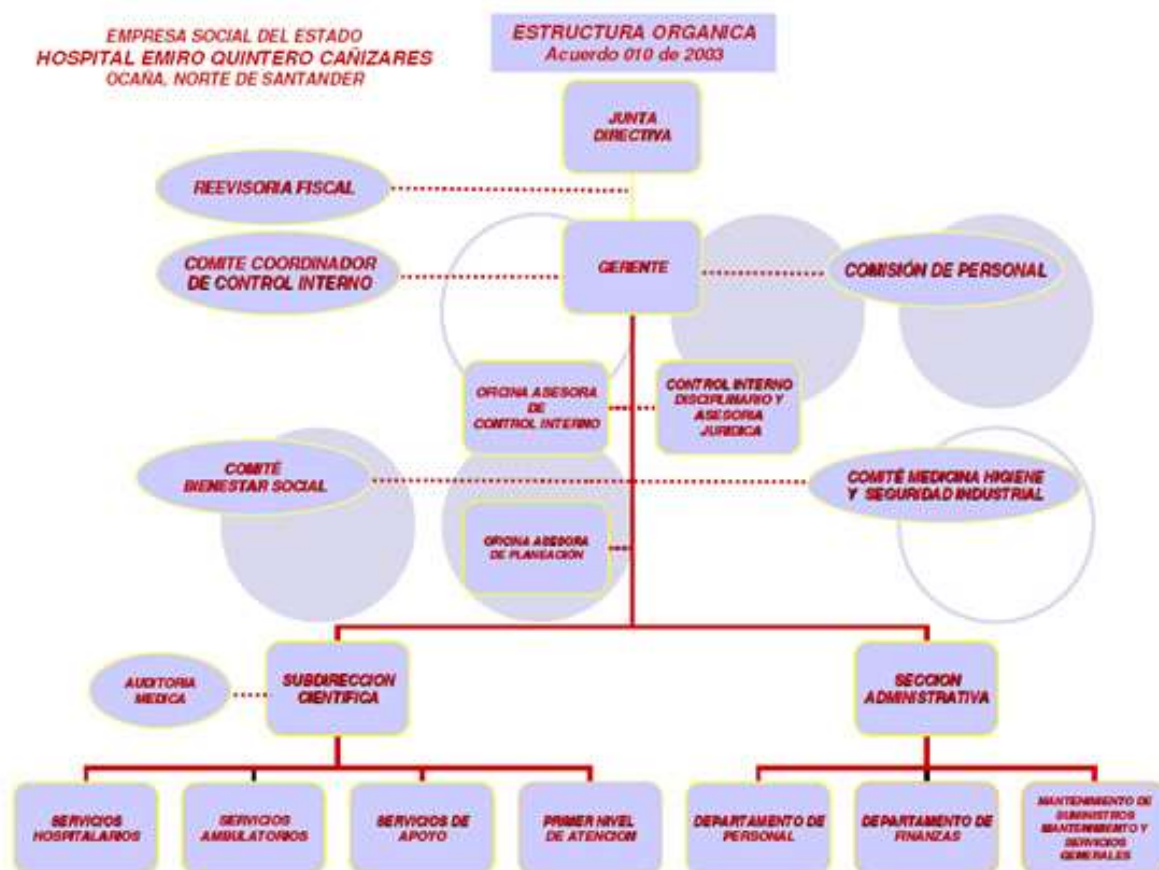 EMPRESA SOCIAL DEL ESTADO
HOSPITAL EMIRO QUINTERO CAÑIZARES
OCAÑA, NORTE DE SANTANDER
ESTRUCTURA ORGANICA
Acuerdo 010 de 2003
JUNTA
DIRECTIVA
REEVISORIA FISCAL
COMITE COORDINADOR
DE CONTROL INTERNO
GERENTE
COMISIÓN DE PERSONAL
OFICINA ASESORA
DE
CONTROL INTERNO
CONTROL INTERNO
DISCIPLINARIO Y
ASESORIA
JURIDICA
COMITÉ
BIENESTAR SOCIAL
COMITÉ MEDICINA HIGIENE
Y SEGURIDAD INDUSTRIAL
OFICINA ASESORA
DE PLANEACIÓN
AUDITORIA
MEDICA
SUBDIRECCION
CIENTIFICA
SECCION
ADMINISTRATIVA
SERVICIOS
HOSPITALARIOS
SERVICIOS
AMBULATORIOS
SERVICIOS DE
APOYO
PRIMER NIVEL
DE ATENCION
DEPARTAMENTO DE
PERSONAL
DEPARTAMENTO DE
FINANZAS
MANTENIMIENTO DE
SUMINISTROS
MANTENIMIENTO Y
SERVICIOS
GENERALES